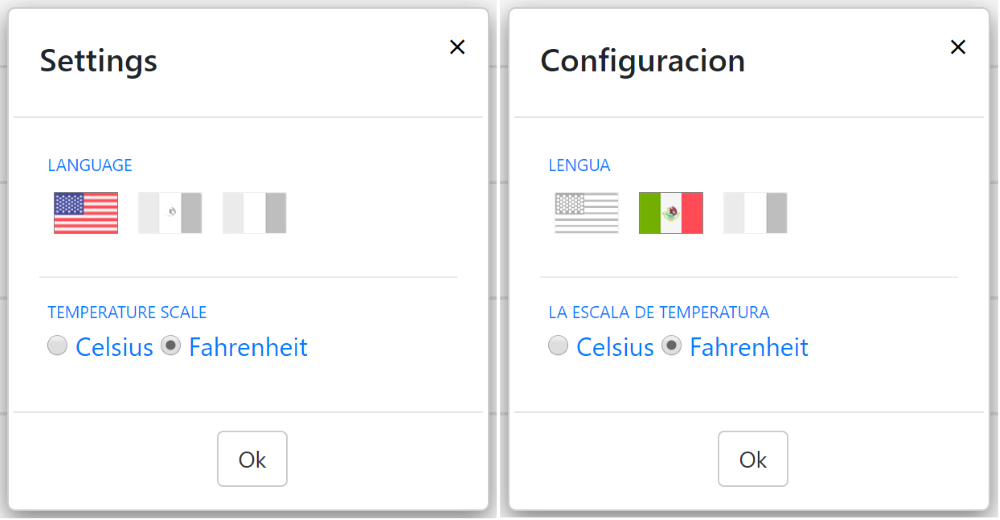 Settings
×
LANGUAGE
TEMPERATURE SCALE
Celsius Fahrenheit
Ok
Configuracion
×
LENGUA
LA ESCALA DE TEMPERATURA
Celsius Fahrenheit
Ok